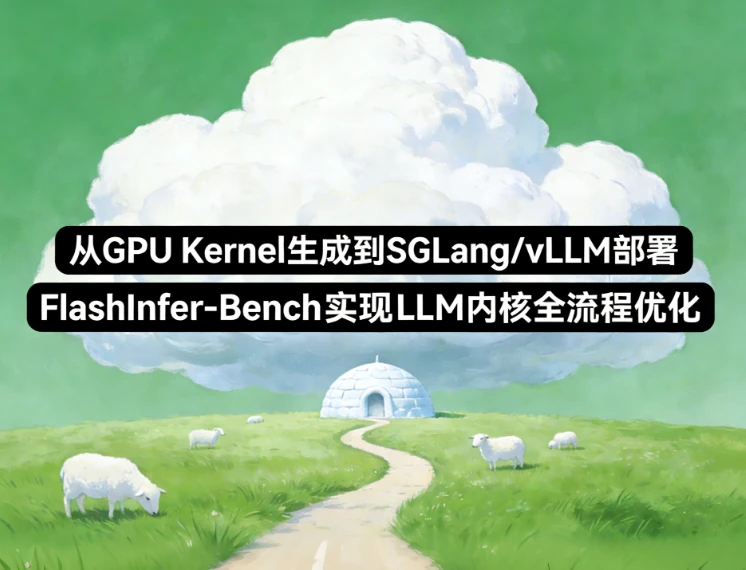 从GPU Kernel生成到SGLang/vLLM部署
FlashInfer-Bench实现LLM内核全流程优化